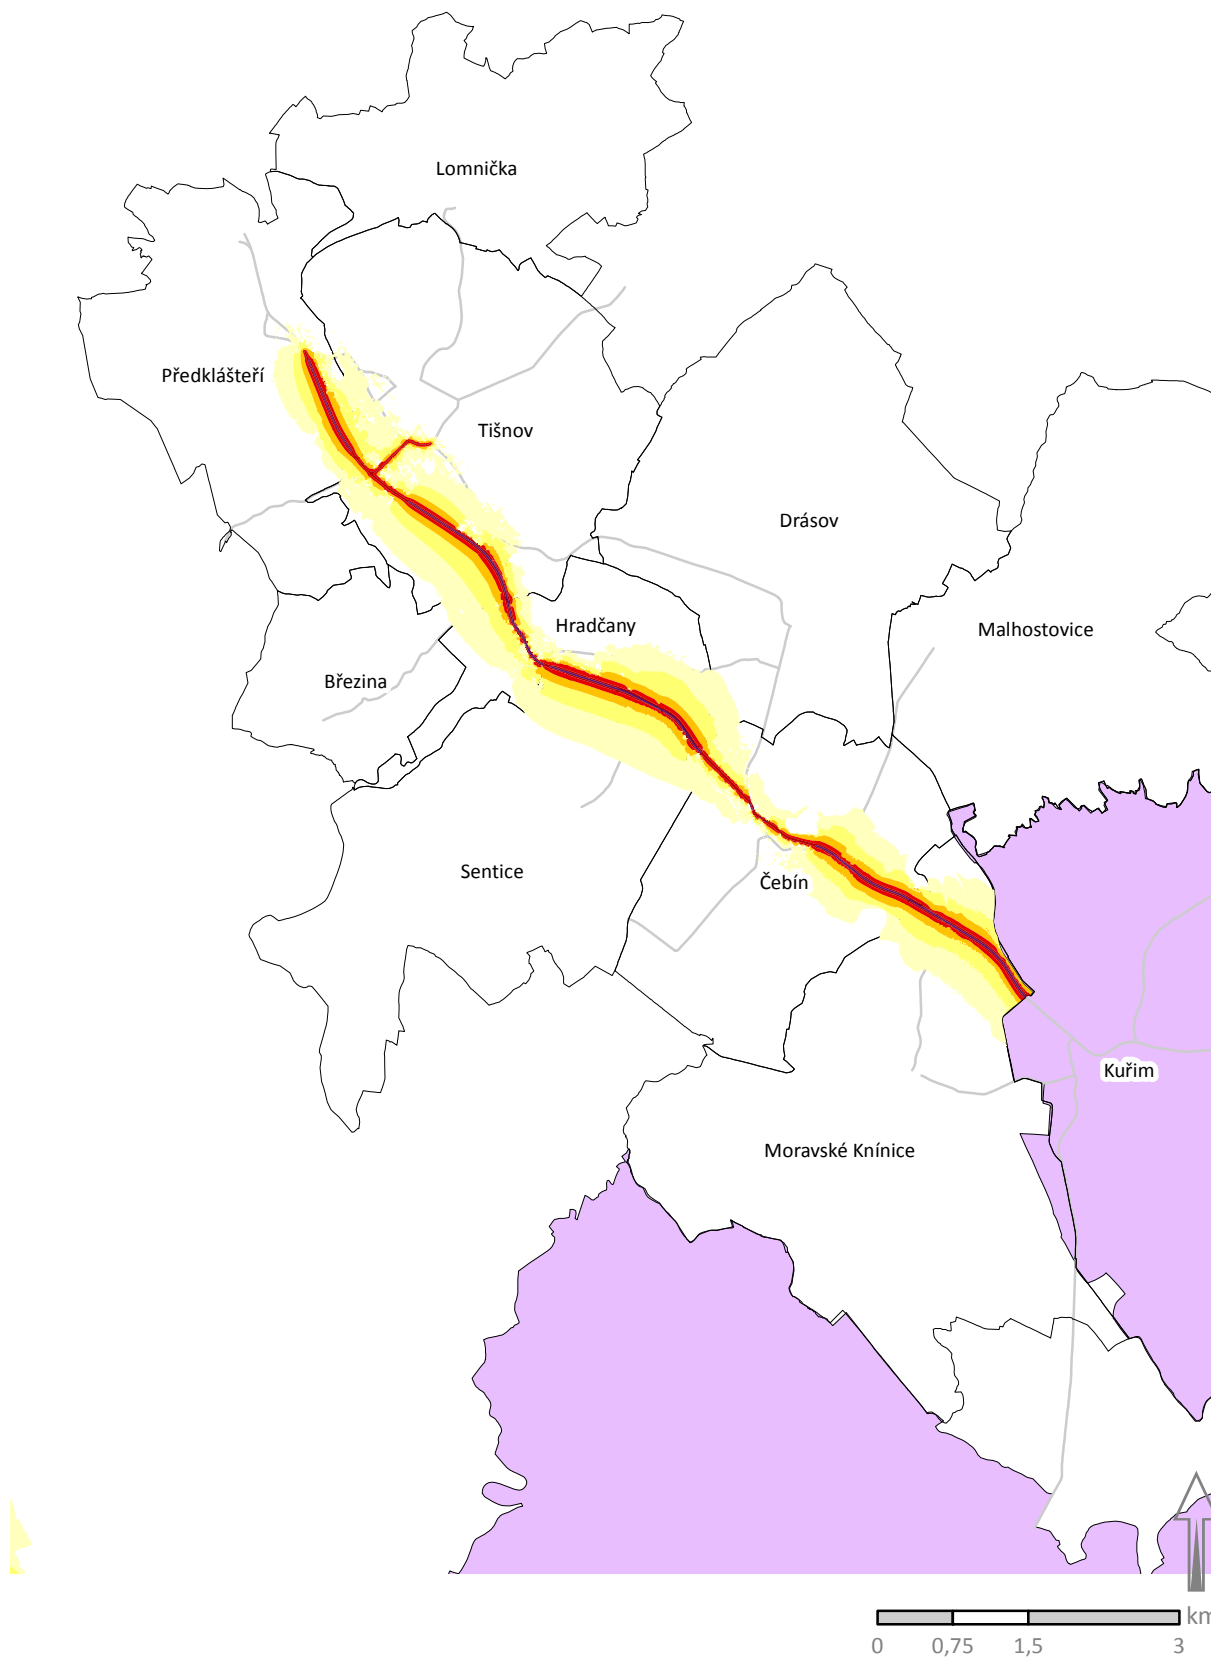 Lomnička
Předklášteří
Tišnov
Drásov
Hradčany
Malhostovice
Březina
Sentice
Čebín
Kuřim
Moravské Knínice
km
0 0,75 1,5 3